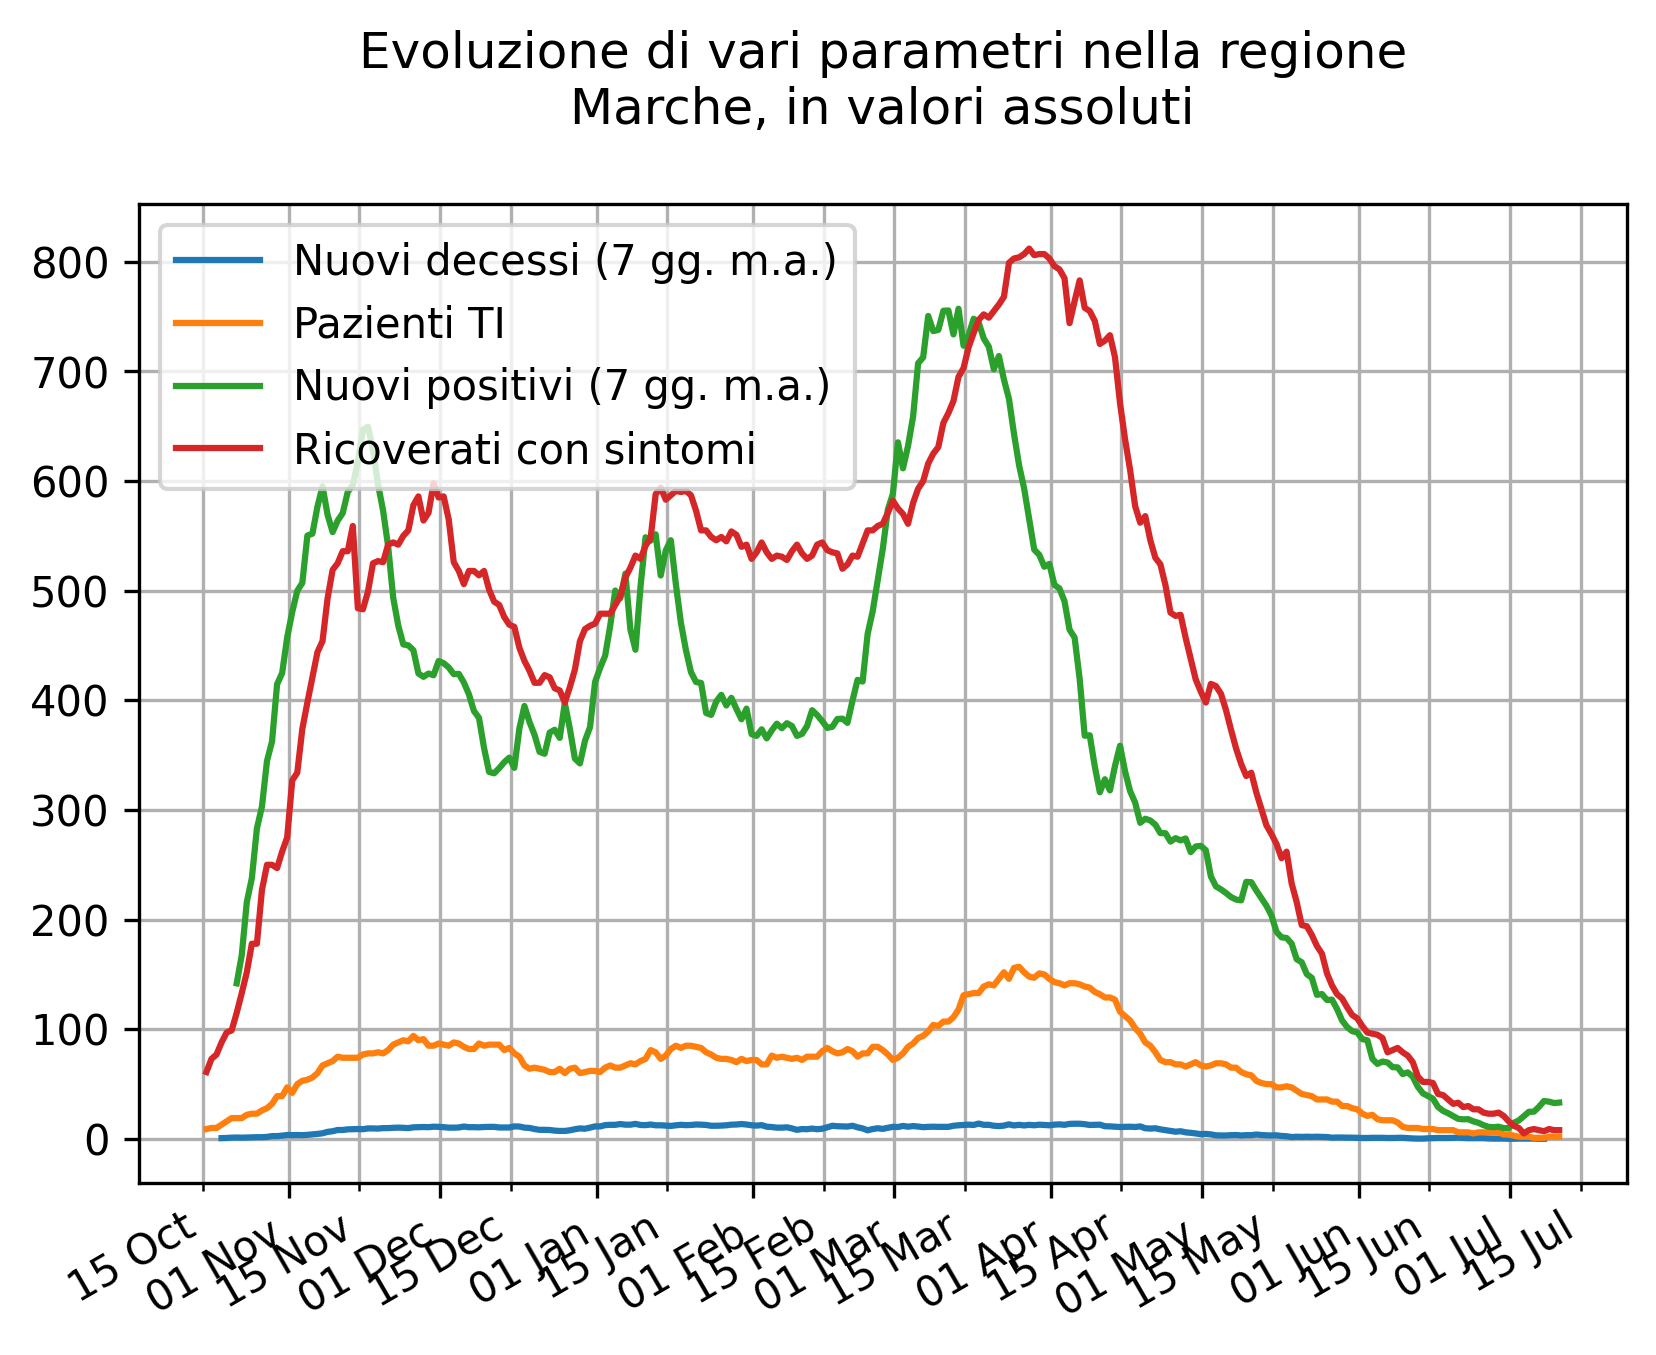 Evoluzione di vari parametri nella regione
Marche, in valori assoluti
Nuovi decessi (7 gg. m.a.)
Pazienti TI
Nuovi positivi (7 gg. m.a.)
Ricoverati con sintomi
800
700
600
500
400
300
200
100
0
15 Oct
01 Nov
15 Nov
01 Dec
15 Dec
01 Jan
15 Jan
01 Feb
15 Feb
01 Mar
15 Mar
01 Apr
15 Apr
01 May
15 May
01 Jun
15 Jun
01 Jul
15 Jul